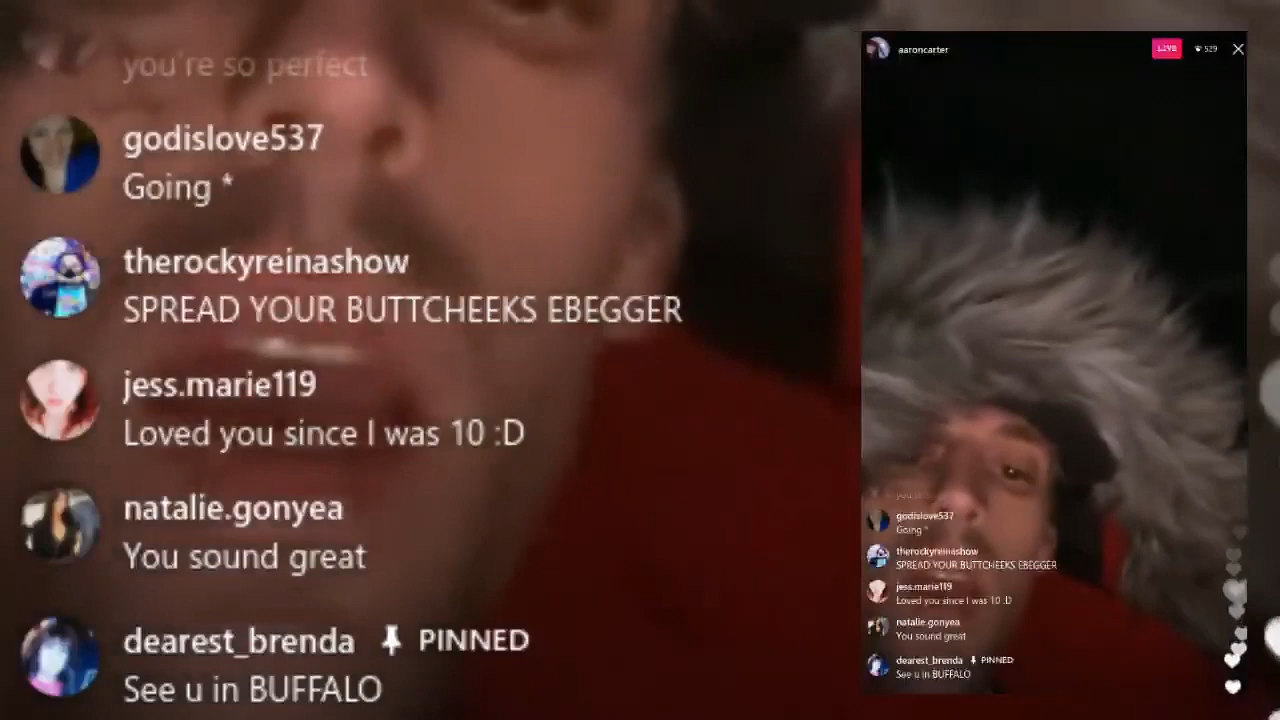 you're so perfect
godislove537
Going *
therockyreinashow
SPREAD YOUR BUTTCHEEKS EBEGGER
jess.marie119
Loved you since I was 10 :D
natalie.gonyea
You sound great
dearest_brenda PINNED
See u in BUFFALO
aaroncarter LIVE 529
godislove537
Going *
therockyreinashow
SPREAD YOUR BUTTCHEEKS EBEGGER
jess.marie119
Loved you since I was 10 :D
natalie.gonyea
You sound great
dearest_brenda PINNED
See u in BUFFALO